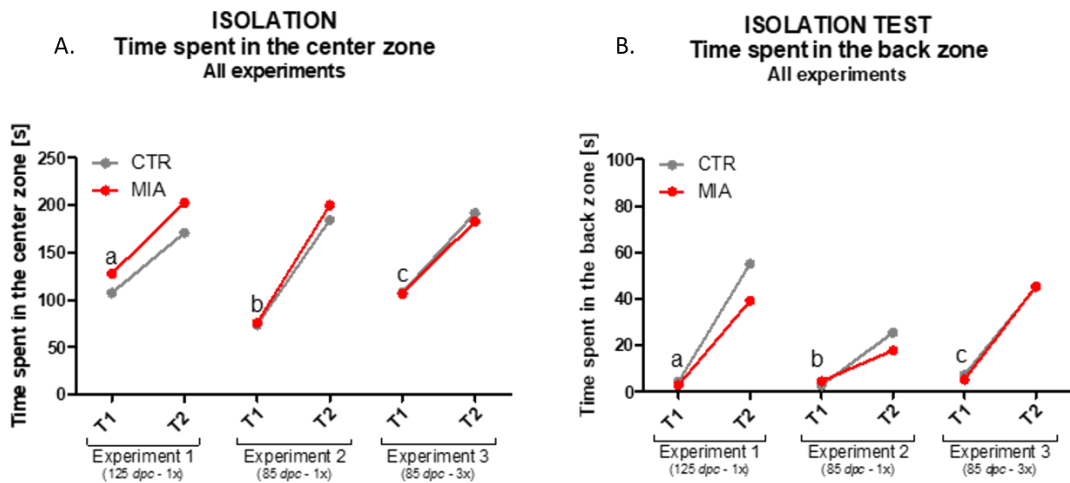 A.
ISOLATION
Time spent in the center zone
All experiments
Time spent in the center zone [s]
250
200
150
100
50
0
CTR
MIA
a
b
c
T1
T2
T1
T2
T1
T2
Experiment 1
(125 dpc - 1x)
Experiment 2
(85 dpc - 1x)
Experiment 3
(85 dpc - 3x)
B.
ISOLATION TEST
Time spent in the back zone
All experiments
Time spent in the back zone [s]
100
80
60
40
20
0
CTR
MIA
a
b
c
T1
T2
T1
T2
T1
T2
Experiment 1
(125 dpc - 1x)
Experiment 2
(85 dpc - 1x)
Experiment 3
(85 dpc - 3x)